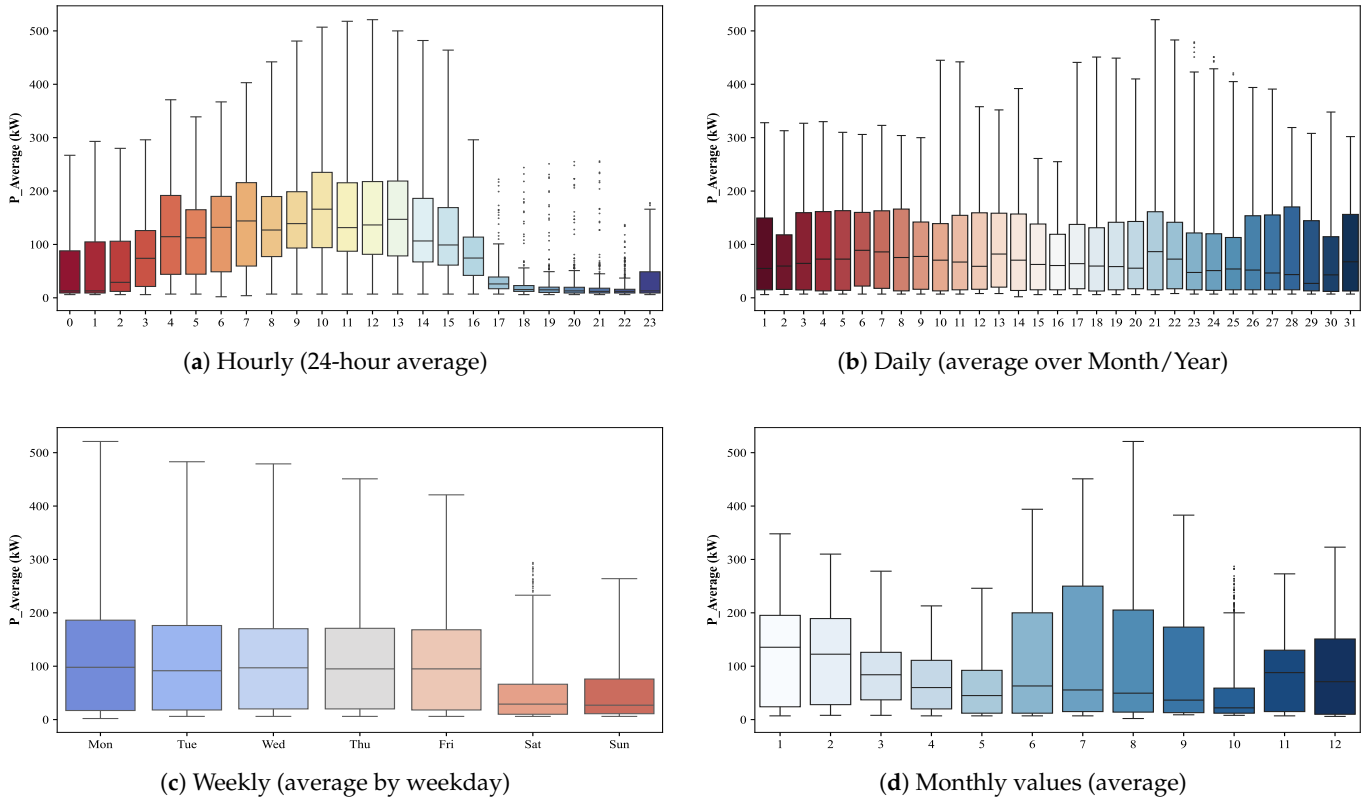 500
400
300
200
100
0
P_Average (kW)
0 1 2 3 4 5 6 7 8 9 10 11 12 13 14 15 16 17 18 19 20 21 22 23
(a) Hourly (24-hour average)
500
400
300
200
100
0
P_Average (kW)
1 2 3 4 5 6 7 8 9 10 11 12 13 14 15 16 17 18 19 20 21 22 23 24 25 26 27 28 29 30 31
(b) Daily (average over Month/Year)
500
400
300
200
100
0
P_Average (kW)
Mon Tue Wed Thu Fri Sat Sun
(c) Weekly (average by weekday)
500
400
300
200
100
0
P_Average (kW)
1 2 3 4 5 6 7 8 9 10 11 12
(d) Monthly values (average)